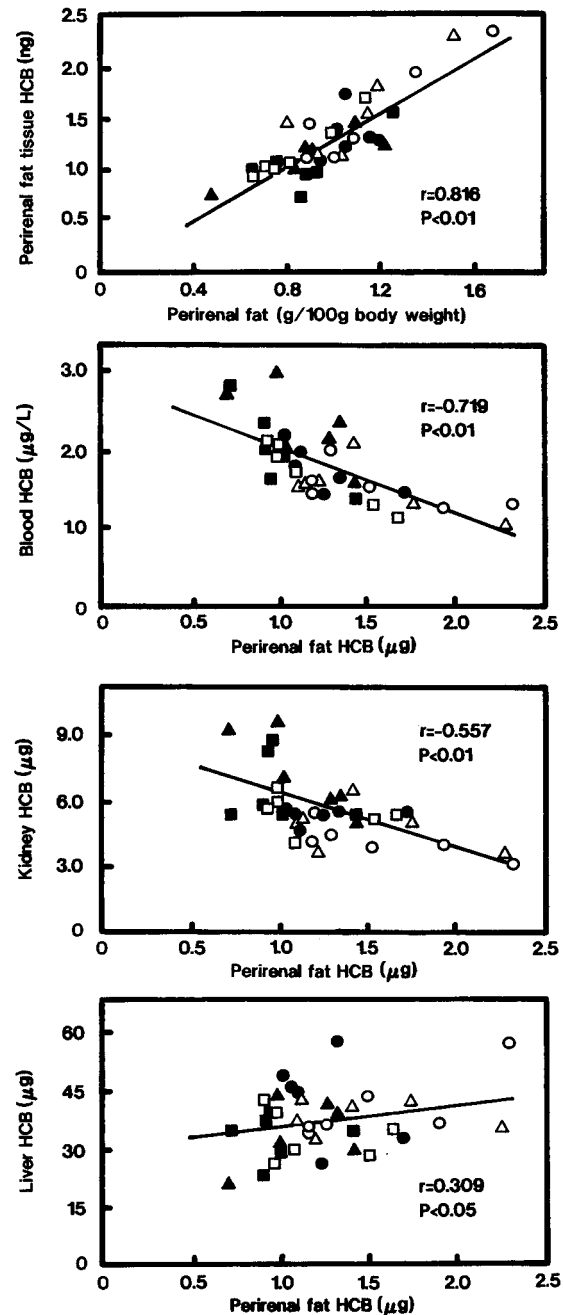 Perirenal fat tissue HCB (ng)
2.5
2.0
1.5
1.0
0.5
0
r=0.816
P<0.01
0 0.4 0.8 1.2 1.6
Perirenal fat (g/100g body weight)
Blood HCB (µg/L)
3.0
2.0
1.0
0
r=-0.719
P<0.01
0 0.5 1.0 1.5 2.0 2.5
Perirenal fat HCB (µg)
Kidney HCB (µg)
9.0
6.0
3.0
0
r=-0.557
P<0.01
0 0.5 1.0 1.5 2.0 2.5
Perirenal fat HCB (µg)
Liver HCB (µg)
60
45
30
15
0
r=0.309
P<0.05
0 0.5 1.0 1.5 2.0 2.5
Perirenal fat HCB (µg)